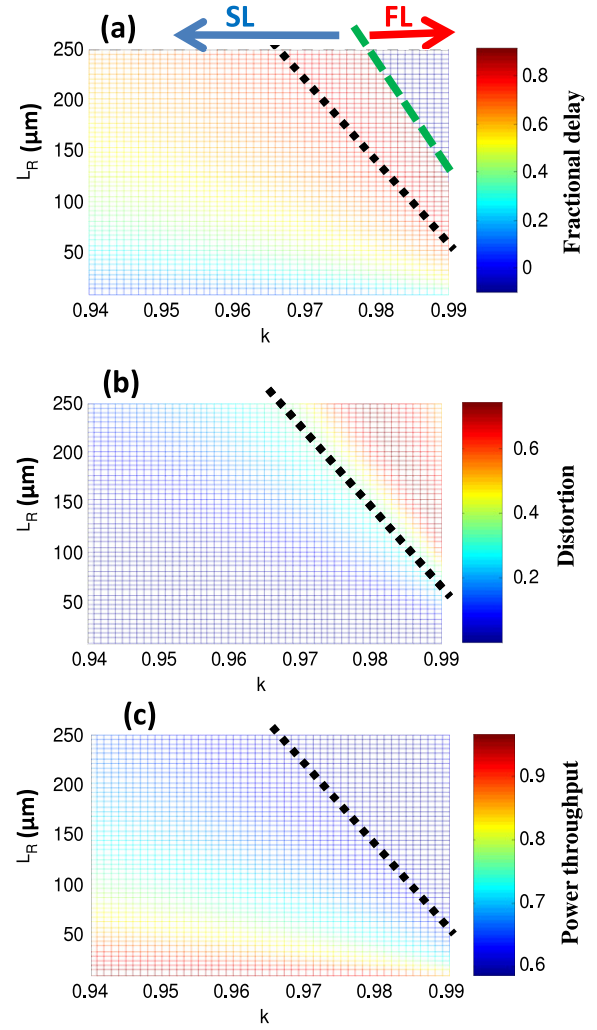 (a) SL FL
250
200
150
100
50
L_R (μm)
0.94 0.95 0.96 0.97 0.98 0.99
k
0.8
0.6
0.4
0.2
0
Fractional delay
(b)
250
200
150
100
50
L_R (μm)
0.94 0.95 0.96 0.97 0.98 0.99
k
0.6
0.4
0.2
Distortion
(c)
250
200
150
100
50
L_R (μm)
0.94 0.95 0.96 0.97 0.98 0.99
k
0.9
0.8
0.7
0.6
Power throughput